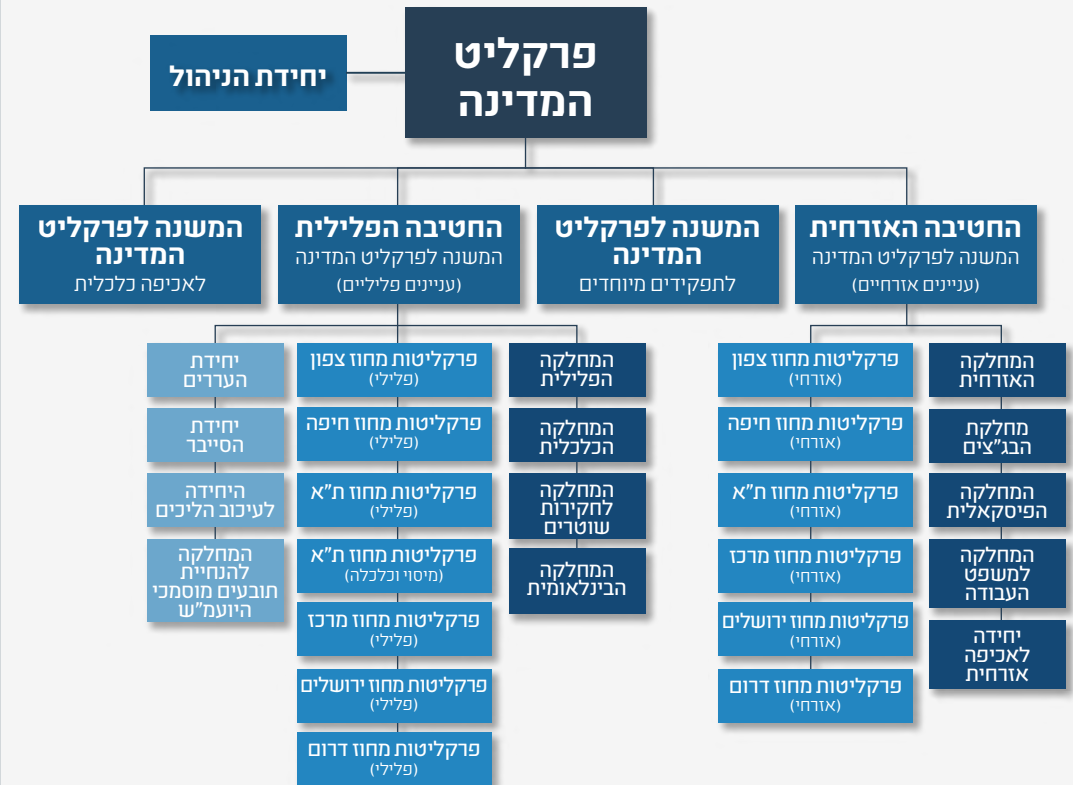 פרקליט
המדינה
יחידת הניהול
החטיבה האזרחית
המשנה לפרקליט המדינה
(עניינים אזרחיים)
המשנה לפרקליט
המדינה
לתפקידים מיוחדים
החטיבה הפלילית
המשנה לפרקליט המדינה
(עניינים פליליים)
המשנה לפרקליט
המדינה
לאכיפה כלכלית
המחלקה
האזרחית
מחלקת
הבג"צים
המחלקה
הפיסקאלית
המחלקה
למשפט
העבודה
יחידה
לאכיפה
אזרחית
פרקליטות מחוז צפון
(אזרחי)
פרקליטות מחוז חיפה
(אזרחי)
פרקליטות מחוז ת"א
(אזרחי)
פרקליטות מחוז מרכז
(אזרחי)
פרקליטות מחוז ירושלים
(אזרחי)
פרקליטות מחוז דרום
(אזרחי)
המחלקה
הפלילית
המחלקה
הכלכלית
המחלקה
לחקירות
שוטרים
המחלקה
הבינלאומית
פרקליטות מחוז צפון
(פלילי)
פרקליטות מחוז חיפה
(פלילי)
פרקליטות מחוז ת"א
(פלילי)
פרקליטות מחוז ת"א
(מיסוי וכלכלה)
פרקליטות מחוז מרכז
(פלילי)
פרקליטות מחוז ירושלים
(פלילי)
פרקליטות מחוז דרום
(פלילי)
יחידת
העררים
יחידת
הסייבר
היחידה
לעיכוב הליכים
המחלקה
להנחיית
תובעים מוסמכי
היועמ"ש